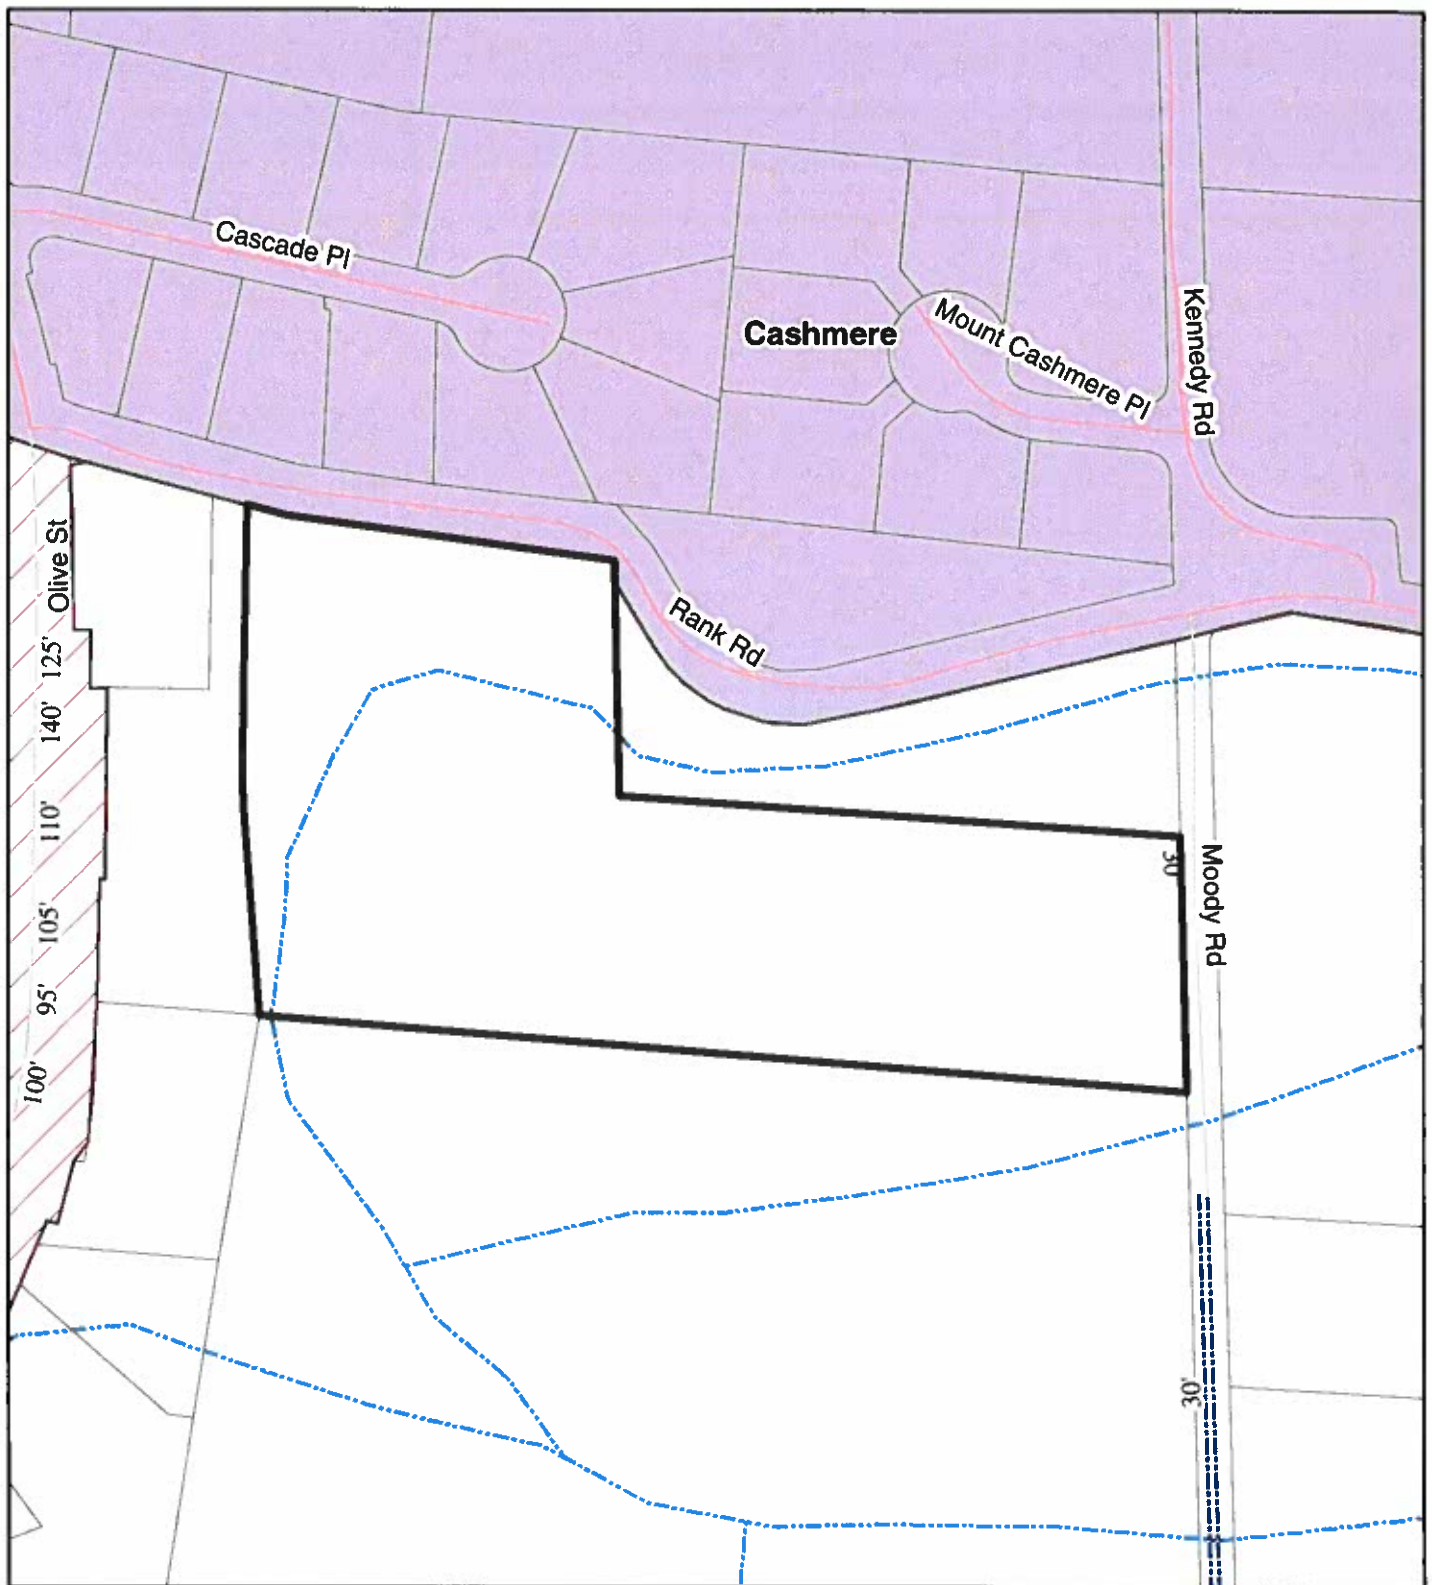 Cascade Pl
Cashmere
Mount Cashmere Pl
Kennedy Rd
Olive St
Rank Rd
125'
140'
110'
30'
Moody Rd
105'
95'
100'
30'